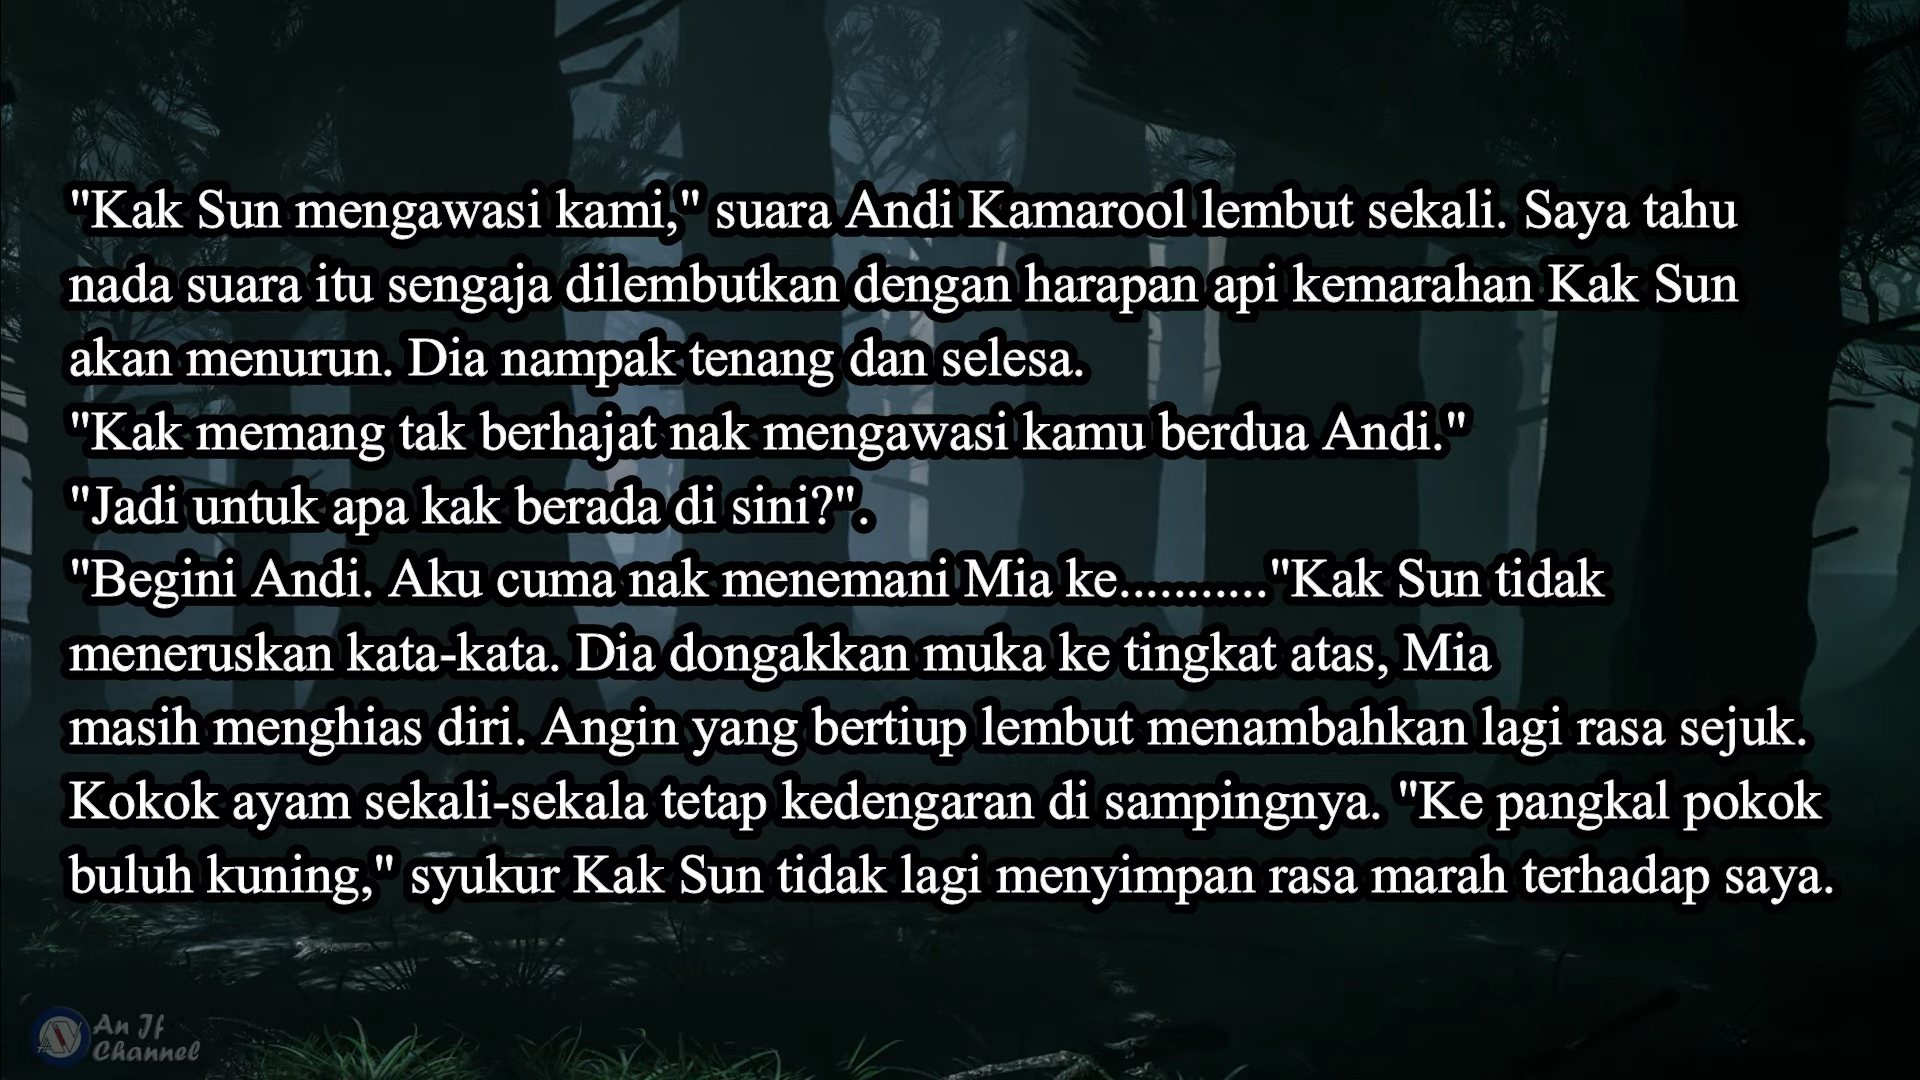 "Kak Sun mengawasi kami," suara Andi Kamarool lembut sekali. Saya tahu
nada suara itu sengaja dilembutkan dengan harapan api kemarahan Kak Sun
akan menurun. Dia nampak tenang dan selesa.
"Kak memang tak berhajat nak mengawasi kamu berdua Andi."
"Jadi untuk apa kak berada di sini?".
"Begini Andi. Aku cuma nak menemani Mia ke..........."Kak Sun tidak
meneruskan kata-kata. Dia dongakkan muka ke tingkat atas, Mia
masih menghias diri. Angin yang bertiup lembut menambahkan lagi rasa sejuk.
Kokok ayam sekali-sekala tetap kedengaran di sampingnya. "Ke pangkal pokok
buluh kuning," syukur Kak Sun tidak lagi menyimpan rasa marah terhadap saya.
An If
Channel